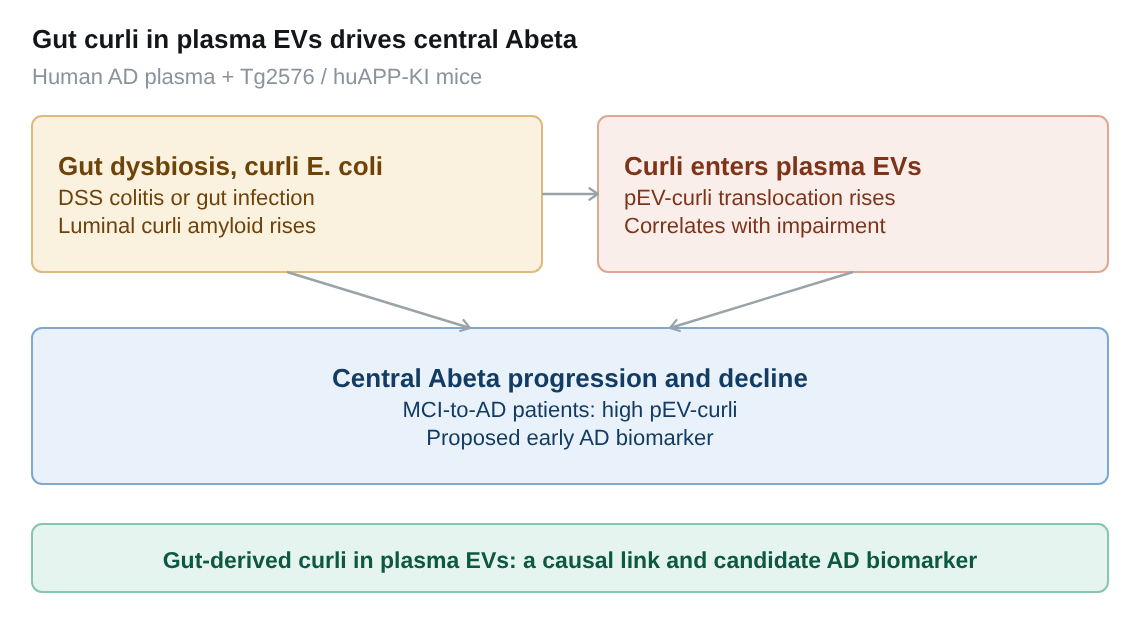 Gut curli in plasma EVs drives central Abeta
Human AD plasma + Tg2576 / huAPP-KI mice
Gut dysbiosis, curli E. coli
DSS colitis or gut infection
Luminal curli amyloid rises
Curli enters plasma EVs
pEV-curli translocation rises
Correlates with impairment
Central Abeta progression and decline
MCI-to-AD patients: high pEV-curli
Proposed early AD biomarker
Gut-derived curli in plasma EVs: a causal link and candidate AD biomarker